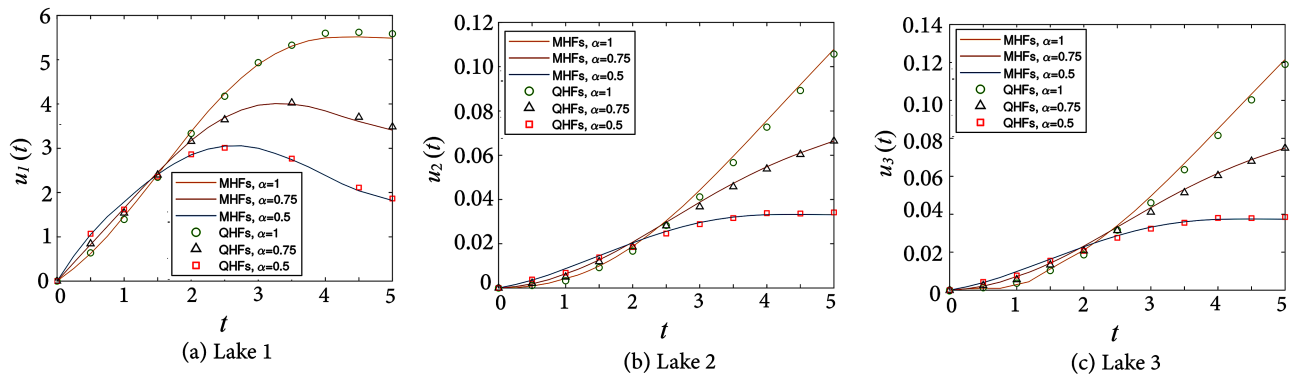 6
5
4
3
2
1
0
u₁(t)
MHFs, α=1
MHFs, α=0.75
MHFs, α=0.5
QHFs, α=1
QHFs, α=0.75
QHFs, α=0.5
0 1 2 3 4 5
t
(a) Lake 1
0.12
0.10
0.08
0.06
0.04
0.02
0
u₂(t)
MHFs, α=1
MHFs, α=0.75
MHFs, α=0.5
QHFs, α=1
QHFs, α=0.75
QHFs, α=0.5
0 1 2 3 4 5
t
(b) Lake 2
0.14
0.12
0.10
0.08
0.06
0.04
0.02
0.00
u₃(t)
MHFs, α=1
MHFs, α=0.75
MHFs, α=0.5
QHFs, α=1
QHFs, α=0.75
QHFs, α=0.5
0 1 2 3 4 5
t
(c) Lake 3